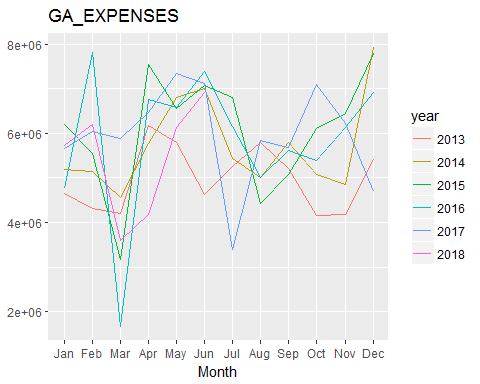 GA_EXPENSES
8e+06
6e+06
4e+06
2e+06
Jan Feb Mar Apr May Jun Jul Aug Sep Oct Nov Dec
Month
year
2013
2014
2015
2016
2017
2018